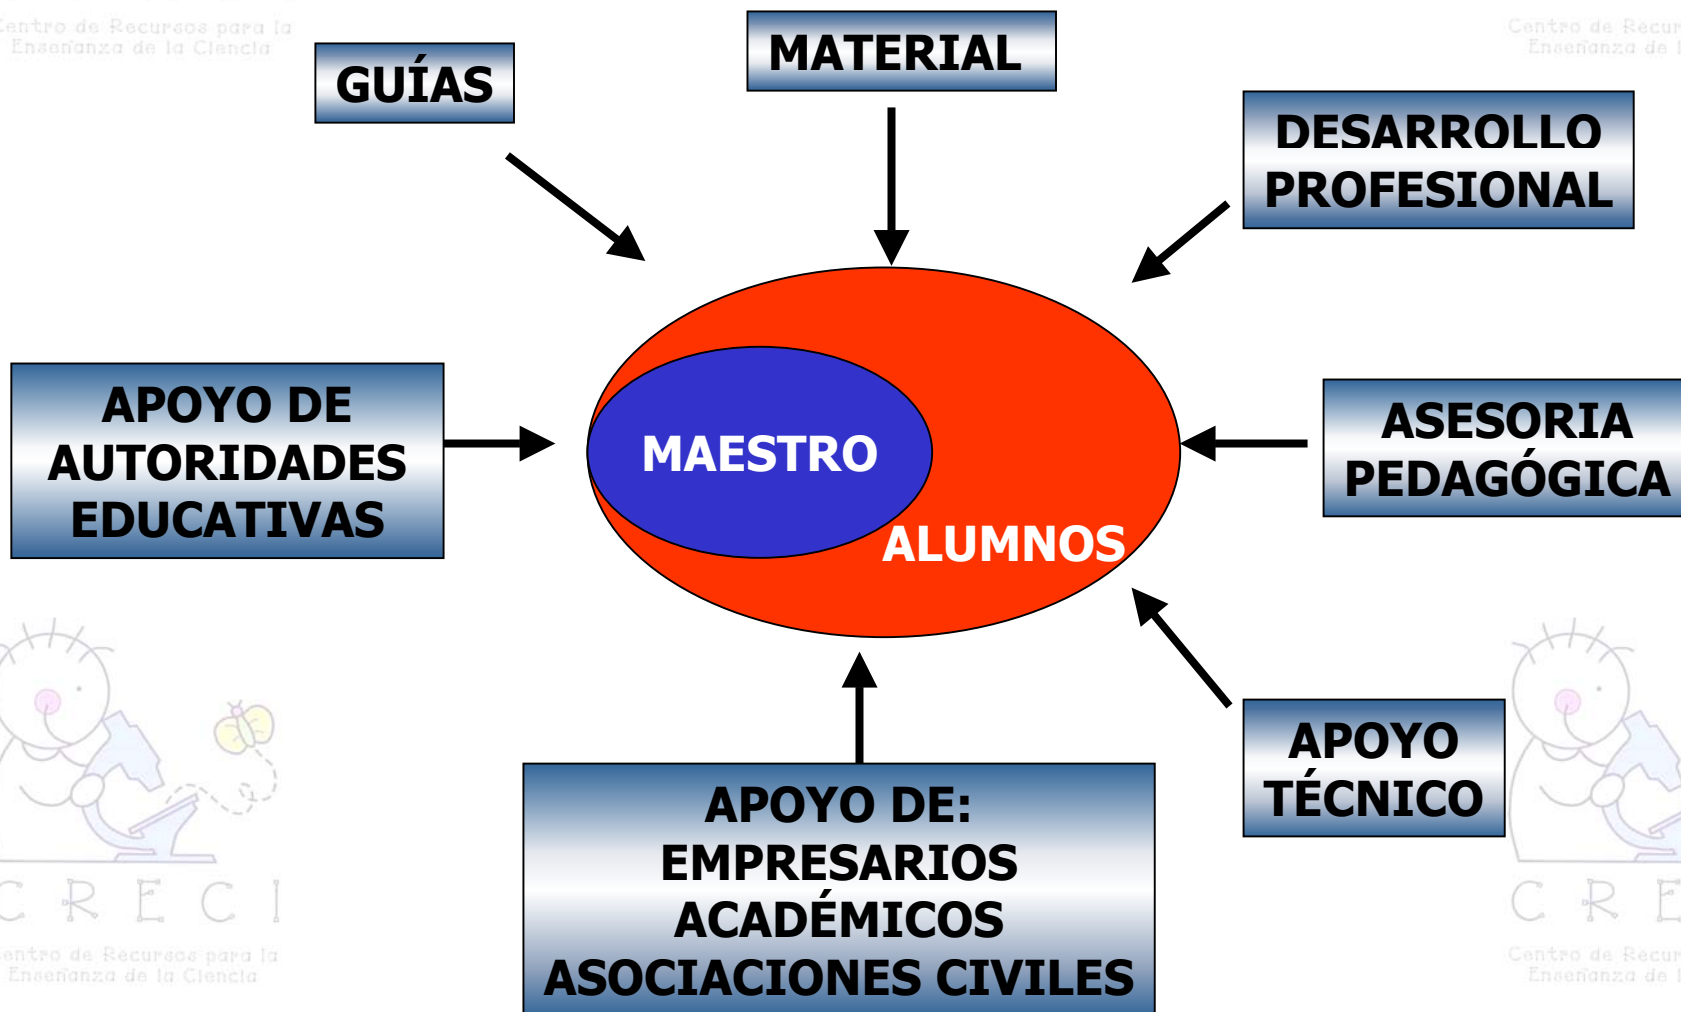 Centro de Recursos para la
Enseñanza de la Ciencia
GUÍAS
MATERIAL
DESARROLLO
PROFESIONAL
APOYO DE
AUTORIDADES
EDUCATIVAS
MAESTRO
ALUMNOS
ASESORIA
PEDAGÓGICA
APOYO
TÉCNICO
APOYO DE:
EMPRESARIOS
ACADÉMICOS
ASOCIACIONES CIVILES
CRECI
Centro de Recursos para la
Enseñanza de la Ciencia